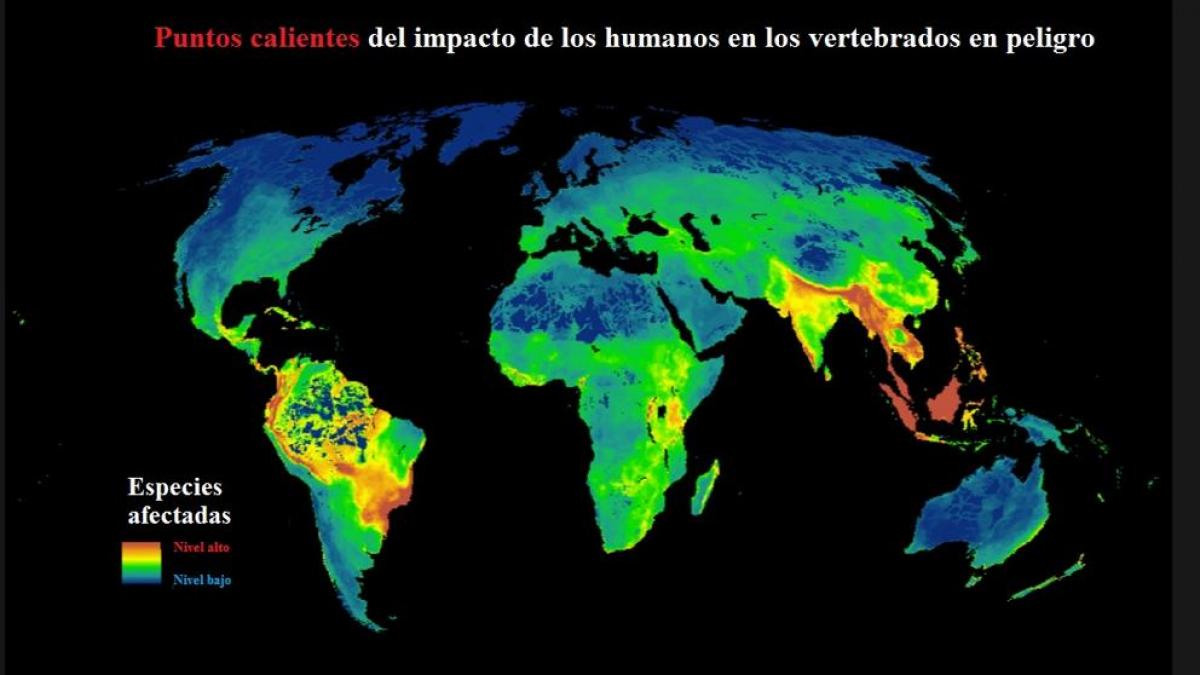 Puntos calientes del impacto de los humanos en los vertebrados en peligro
Especies
afectadas
Nivel alto
Nivel bajo